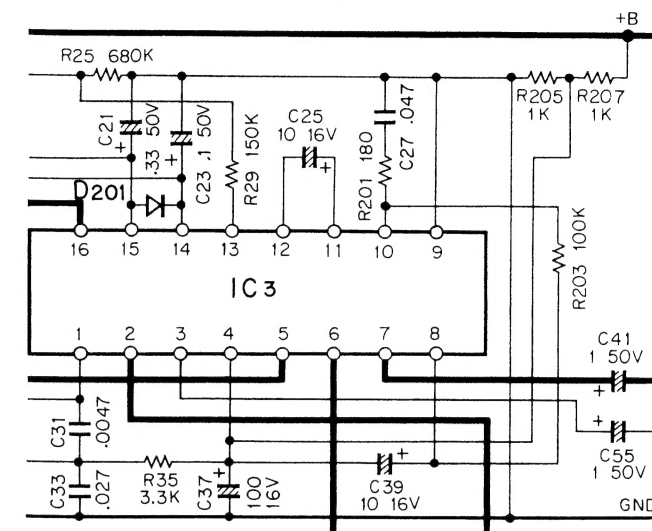 +B
R25 680K
R205
1K
R207
1K
C21
.33 50V
C23 .1 50V
R29 150K
C25
10 16V
R201 180
C27 .047
D201
R203 100K
16
15
14
13
12
11
10
9
IC3
1
2
3
4
5
6
7
8
C41
1 50V
C31
.0047
C55
1 50V
R35
3.3K
C33
.027
C37
100
16V
C39
10 16V
GND